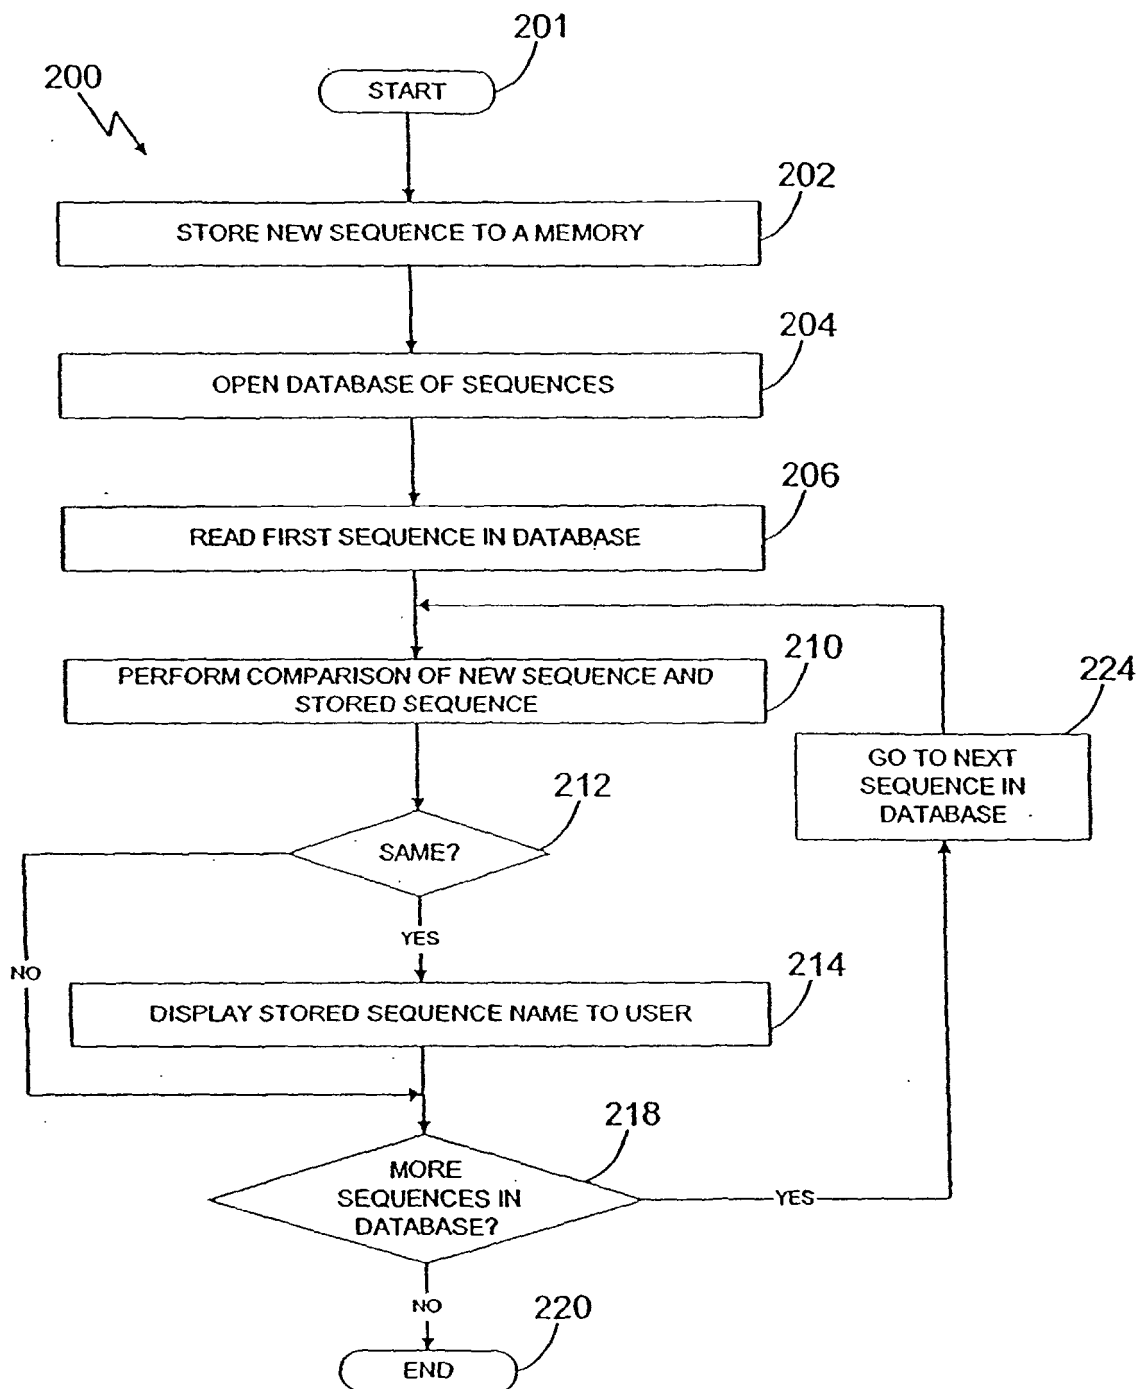 201
200
START
202
STORE NEW SEQUENCE TO A MEMORY
204
OPEN DATABASE OF SEQUENCES
206
READ FIRST SEQUENCE IN DATABASE
210
PERFORM COMPARISON OF NEW SEQUENCE AND
STORED SEQUENCE
224
GO TO NEXT
SEQUENCE IN
DATABASE
212
SAME?
YES
NO
214
DISPLAY STORED SEQUENCE NAME TO USER
218
MORE
SEQUENCES IN
DATABASE?
YES
NO
220
END